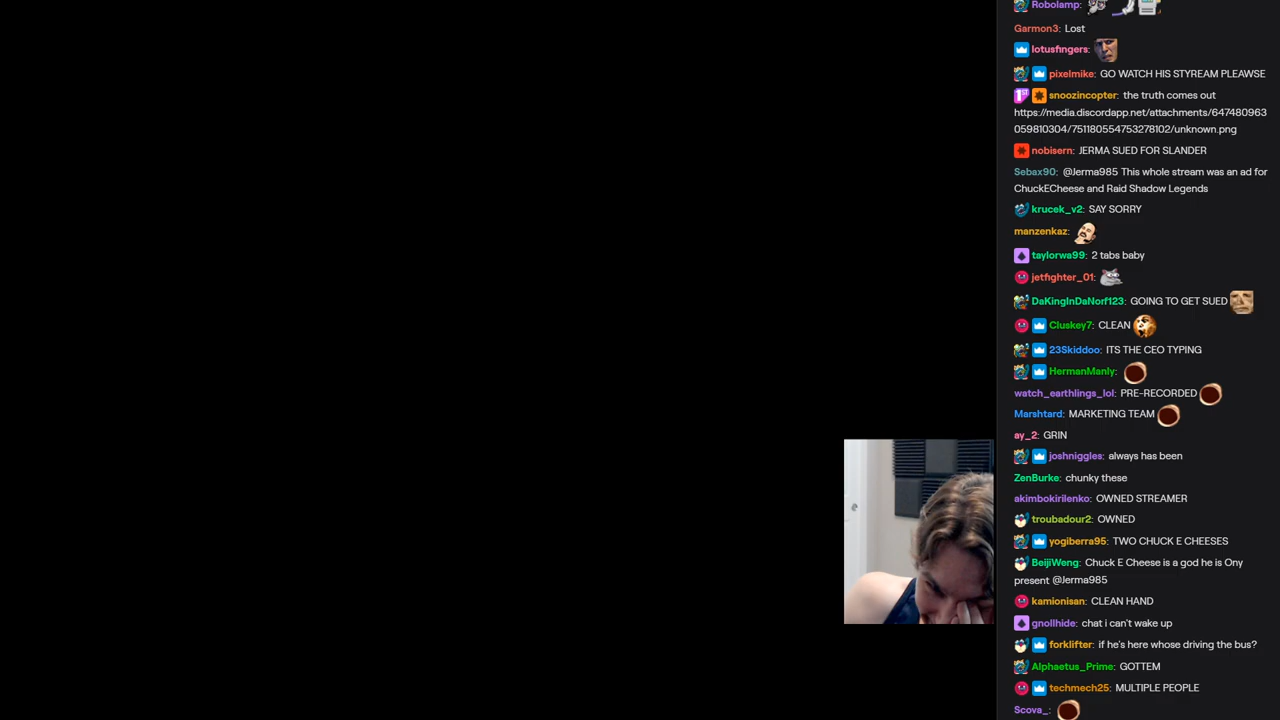 Robolamp:
Garmon3: Lost
lotusfingers:
pixelmike: GO WATCH HIS STYREAM PLEAWSE
snoozincopter: the truth comes out
https://media.discordapp.net/attachments/647480963
059810304/751180554753278102/unknown.png
nobisern: JERMA SUED FOR SLANDER
Sebax90: @Jerma985 This whole stream was an ad for
ChuckECheese and Raid Shadow Legends
krucek_v2: SAY SORRY
manzenkaz:
taylorwa99: 2 tabs baby
jetfighter_01:
DaKingInDaNorf123: GOING TO GET SUED
Cluskey7: CLEAN
23Skiddoo: ITS THE CEO TYPING
HermanManly:
watch_earthlings_lol: PRE-RECORDED
Marshtard: MARKETING TEAM
ay_2: GRIN
joshniggles: always has been
ZenBurke: chunky these
akimbokirilenko: OWNED STREAMER
troubadour2: OWNED
yogiberra95: TWO CHUCK E CHEESES
BeijiWeng: Chuck E Cheese is a god he is Ony
present @Jerma985
kamionisan: CLEAN HAND
gnollhide: chat i can't wake up
forklifter: if he's here whose driving the bus?
Alphaetus_Prime: GOTTEM
techmech25: MULTIPLE PEOPLE
Scova_: